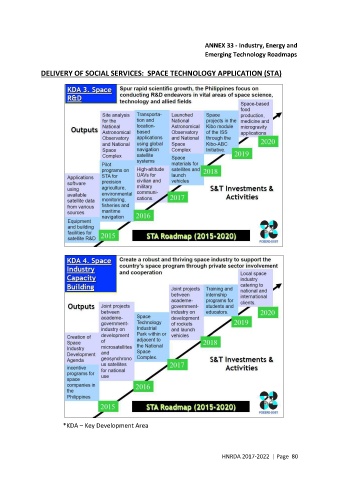 ANNEX 33 - Industry, Energy and
Emerging Technology Roadmaps
DELIVERY OF SOCIAL SERVICES: SPACE TECHNOLOGY APPLICATION (STA)
KDA 3. Space
R&D
Spur rapid scientific growth, the Philippines focus on
conducting R&D endeavors in vital areas of space science,
technology and allied fields
Outputs
Applications
software
using
available
satellite data
from various
sources
Equipment
and building
facilities for
satellite R&D
2015
Site analysis
for the
National
Astronomical
Observatory
and National
Space
Complex
Pilot
programs on
STA for
precision
agriculture,
environmental
monitoring,
fisheries and
maritime
navigation
2016
Transporta-
tion and
location-
based
applications
using global
navigation
satellite
systems
High-altitude
UAVs for
civilian and
military
communi-
cations
2017
Launched
National
Astronomical
Observatory
and National
Space
Complex
Space
materials for
satellites and
launch
vehicles
2018
Space
projects in the
Kibo module
of the ISS
through the
Kibo-ABC
Initiative.
2019
Space-based
food
production,
medicine and
microgravity
applications
2020
S&T Investments &
Activities
STA Roadmap (2015-2020)
KDA 4. Space
Industry
Capacity
Building
Create a robust and thriving space industry to support the
country's space program through private sector involvement
and cooperation
Outputs
Creation of
Space
Industry
Development
Agenda
Incentive
programs for
space
companies in
the
Philippines
2015
Joint projects
between
academe-
government-
industry on
development
of
microsatellites
and
geosynchrono
us satellites
for national
use
2016
Space
Technology
Industrial
Park within or
adjacent to
the National
Space
Complex
2017
Joint projects
between
academe-
government-
industry on
development
of rockets
and launch
vehicles
2018
Training and
internship
programs for
students and
educators
2019
Local space
industry
catering to
national and
international
clients
2020
S&T Investments &
Activities
STA Roadmap (2015-2020)
*KDA – Key Development Area
HNRDA 2017-2022 | Page 80